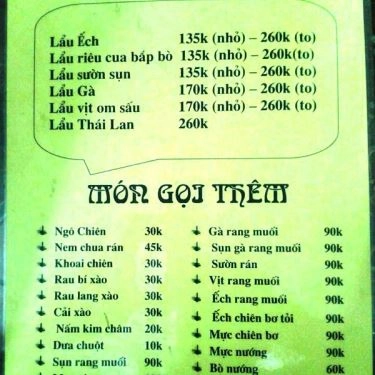 Lẩu Ếch 135k (nhỏ) – 260k (to)
Lẩu riêu cua bắp bò 135k (nhỏ) – 260k(to)
Lẩu sườn sụn 135k (nhỏ) – 260k (to)
Lẩu Gà 170k (nhỏ) – 260k (to)
Lẩu vịt om sấu 170k (nhỏ) – 260k (to)
Lẩu Thái Lan 260k
MÓN GỌI THÊM
Ngô Chiên 30k
Nem chua rán 45k
Khoai chiên 30k
Rau bí xào 30k
Rau lang xào 30k
Cải xào 30k
Nấm kim châm 20k
Dưa chuột 10k
Sụn rang muối 90k
Gà rang muối 90k
Sụn gà rang muối 90k
Sườn rán 90k
Vịt rang muối 90k
Ếch rang muối 90k
Ếch chiên bơ tỏi 90k
Mực chiên bơ 90k
Mực nướng 90k
Bò nướng 60k